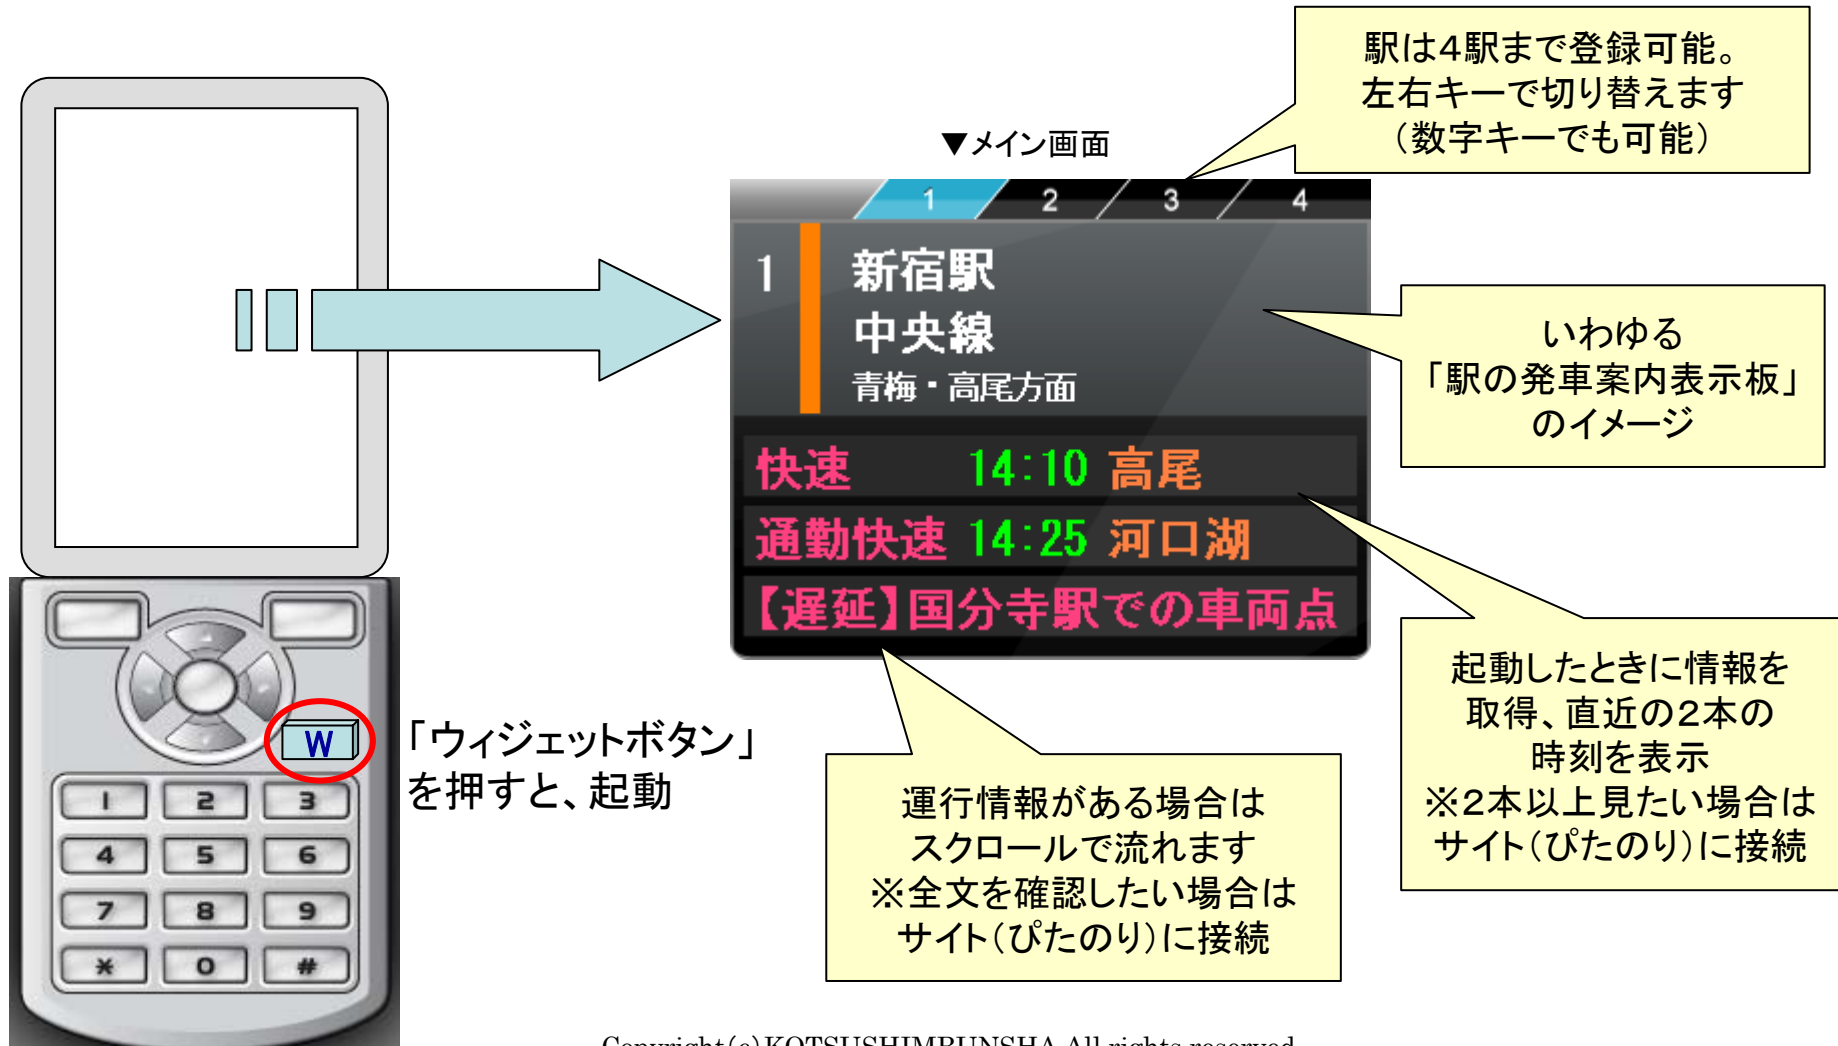 駅は４駅まで登録可能。
左右キーで切り替えます
（数字キーでも可能）
▼メイン画面
1 2 3 4
1 新宿駅
中央線
青梅・高尾方面
快速 14:10 高尾
通勤快速 14:25 河口湖
【遅延】国分寺駅での車両点
いわゆる
「駅の発車案内表示板」
のイメージ
起動したときに情報を
取得、直近の２本の
時刻を表示
※２本以上見たい場合は
サイト（ぴたのり）に接続
運行情報がある場合は
スクロールで流れます
※全文を確認したい場合は
サイト（ぴたのり）に接続
W
「ウィジェットボタン」
を押すと、起動
1 2 3
4 5 6
7 8 9
* 0 #
Copyright(c)KOTSUSHIMBUNSHA All rights reserved